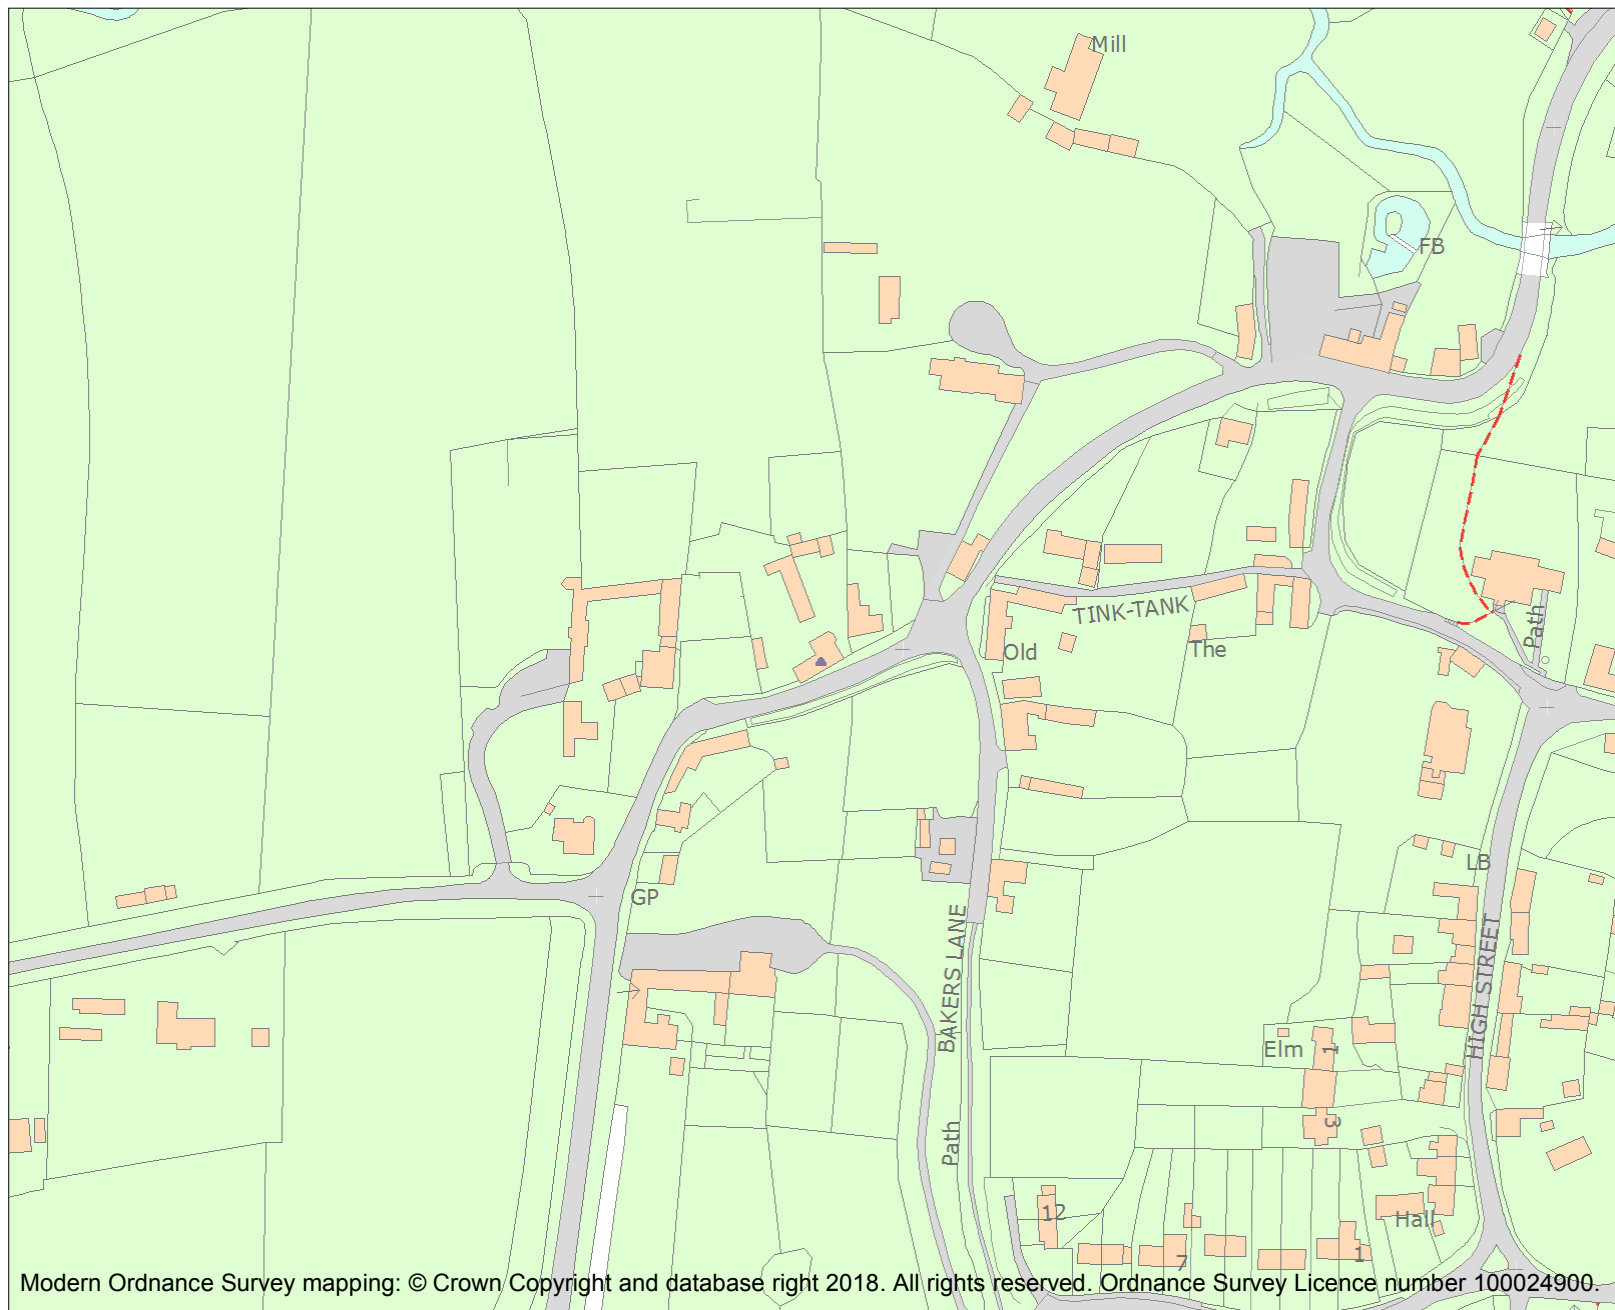 Mill
FB
TINK-TANK
Old
The
Path
LB
GP
BAKERS LANE
HIGH STREET
Elm
1
3
Path
12
Hall
7
1
Modern Ordnance Survey mapping: © Crown Copyright and database right 2018. All rights reserved. Ordnance Survey Licence number 100024900.